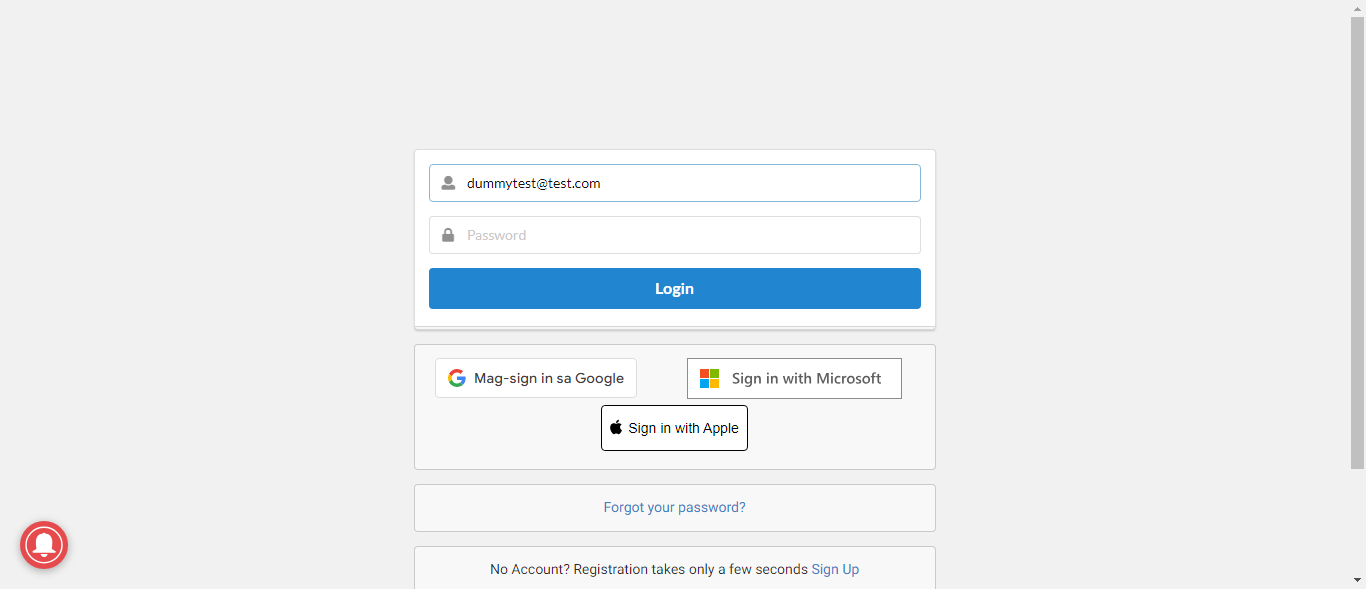 dummytest@test.com
Password
Login
Mag-sign in sa Google
Sign in with Microsoft
Sign in with Apple
Forgot your password?
No Account? Registration takes only a few seconds Sign Up